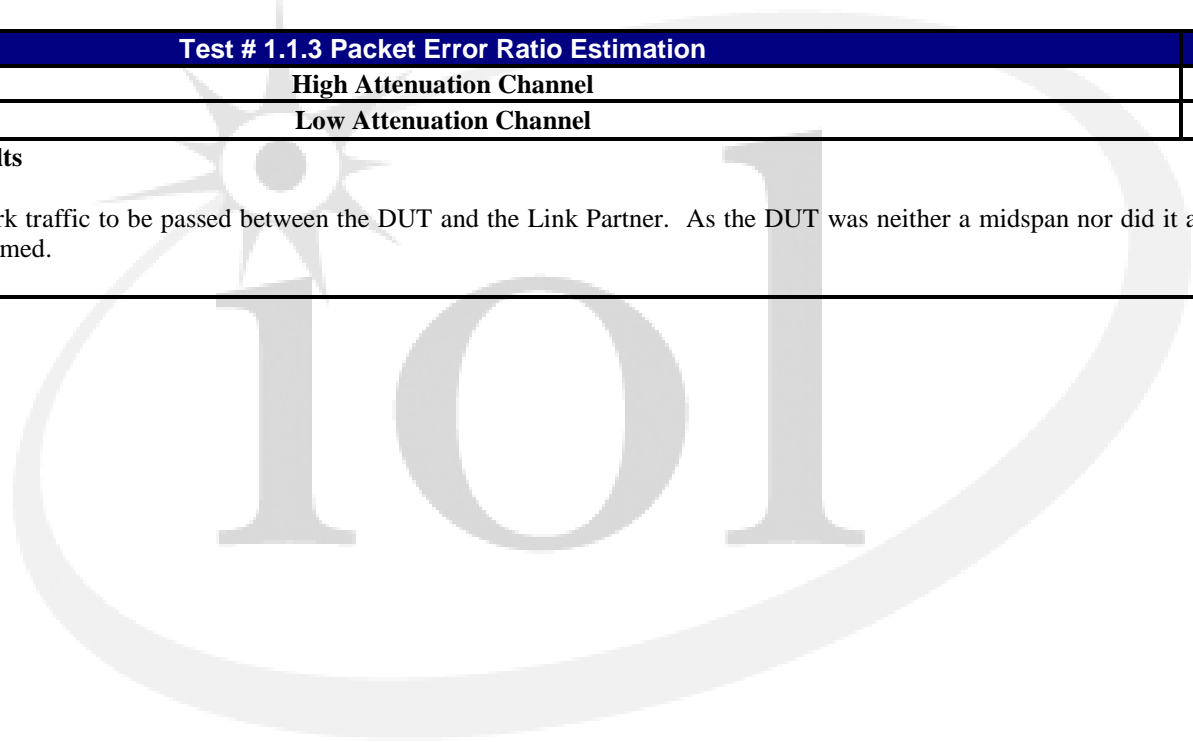 Test # 1.1.3 Packet Error Ratio Estimation
High Attenuation Channel
Low Attenuation Channel
lts
rk traffic to be passed between the DUT and the Link Partner. As the DUT was neither a midspan nor did it a
med.
iol